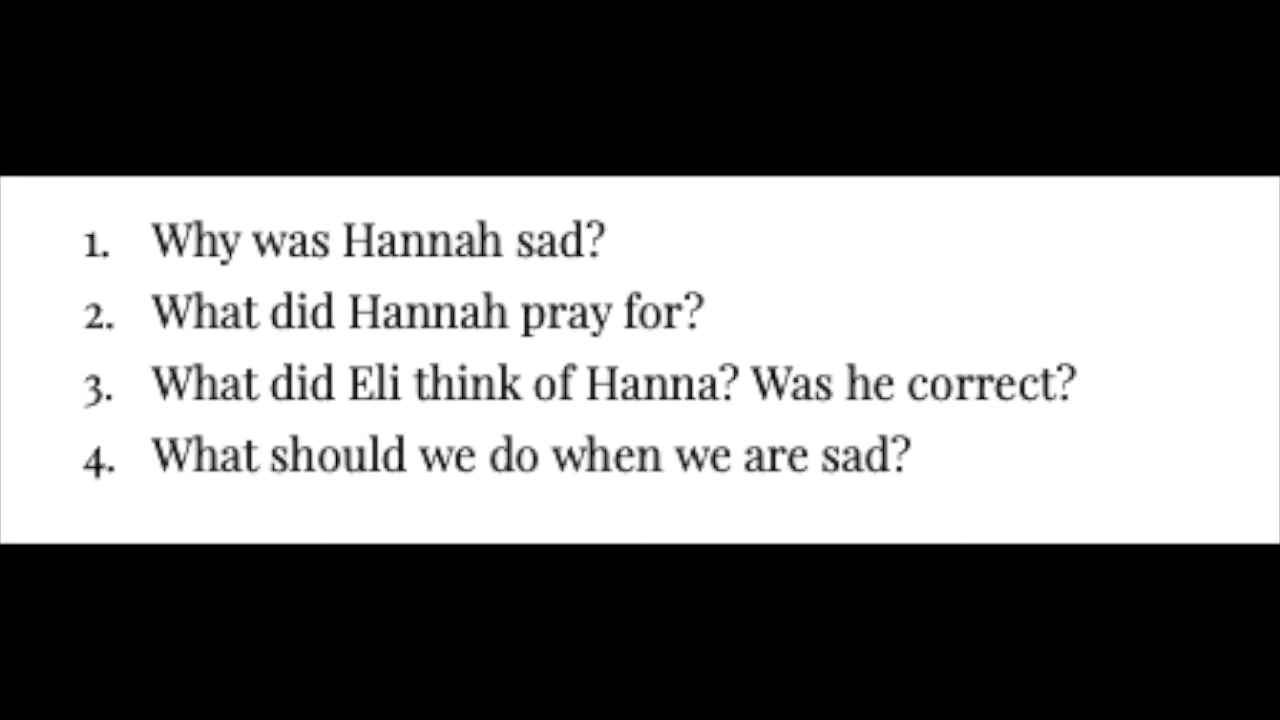 1. Why was Hannah sad?
2. What did Hannah pray for?
3. What did Eli think of Hanna? Was he correct?
4. What should we do when we are sad?